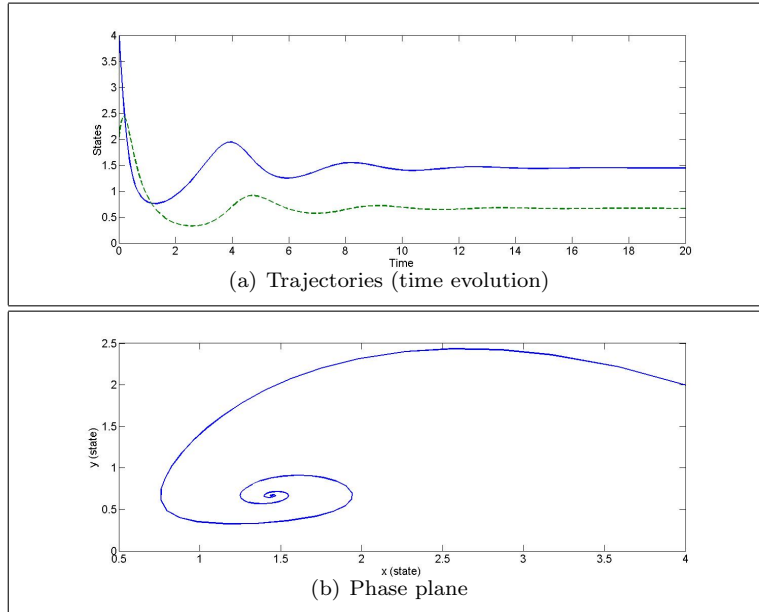 4
3.5
3
2.5
2
1.5
1
0.5
0
States
0 2 4 6 8 10 12 14 16 18 20
Time
(a) Trajectories (time evolution)
2.5
2
1.5
1
0.5
0
y (state)
0.5 1 1.5 2 2.5 3 3.5 4
x (state)
(b) Phase plane